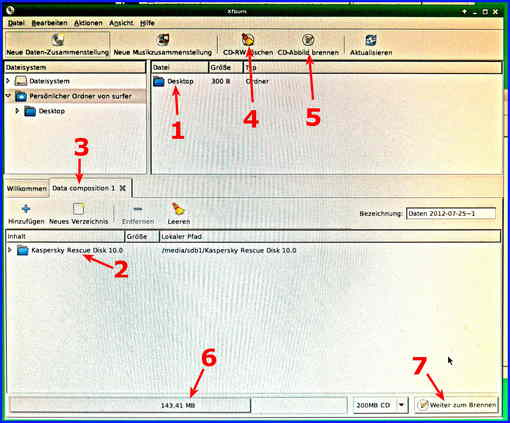 Xfburn
Datei Bearbeiten Aktionen Ansicht Hilfe
Neue Daten-Zusammenstellung Neue Musikzusammenstellung CD-RW löschen CD-Abbild brennen Aktualisieren
Dateisystem Datei Größe Typ
Dateisystem Desktop 300 B Ordner
Persönlicher Ordner von surfer
Desktop
1
4
5
3
Willkommen Data composition 1
Hinzufügen Neues Verzeichnis Entfernen Leeren Bezeichnung: Daten 2012-07-25~1
Inhalt Größe Lokaler Pfad
Kaspersky Rescue Disk 10.0 /media/sdb1/Kaspersky Rescue Disk 10.0
2
6
7
143.41 MB 200MB CD Weiter zum Brennen